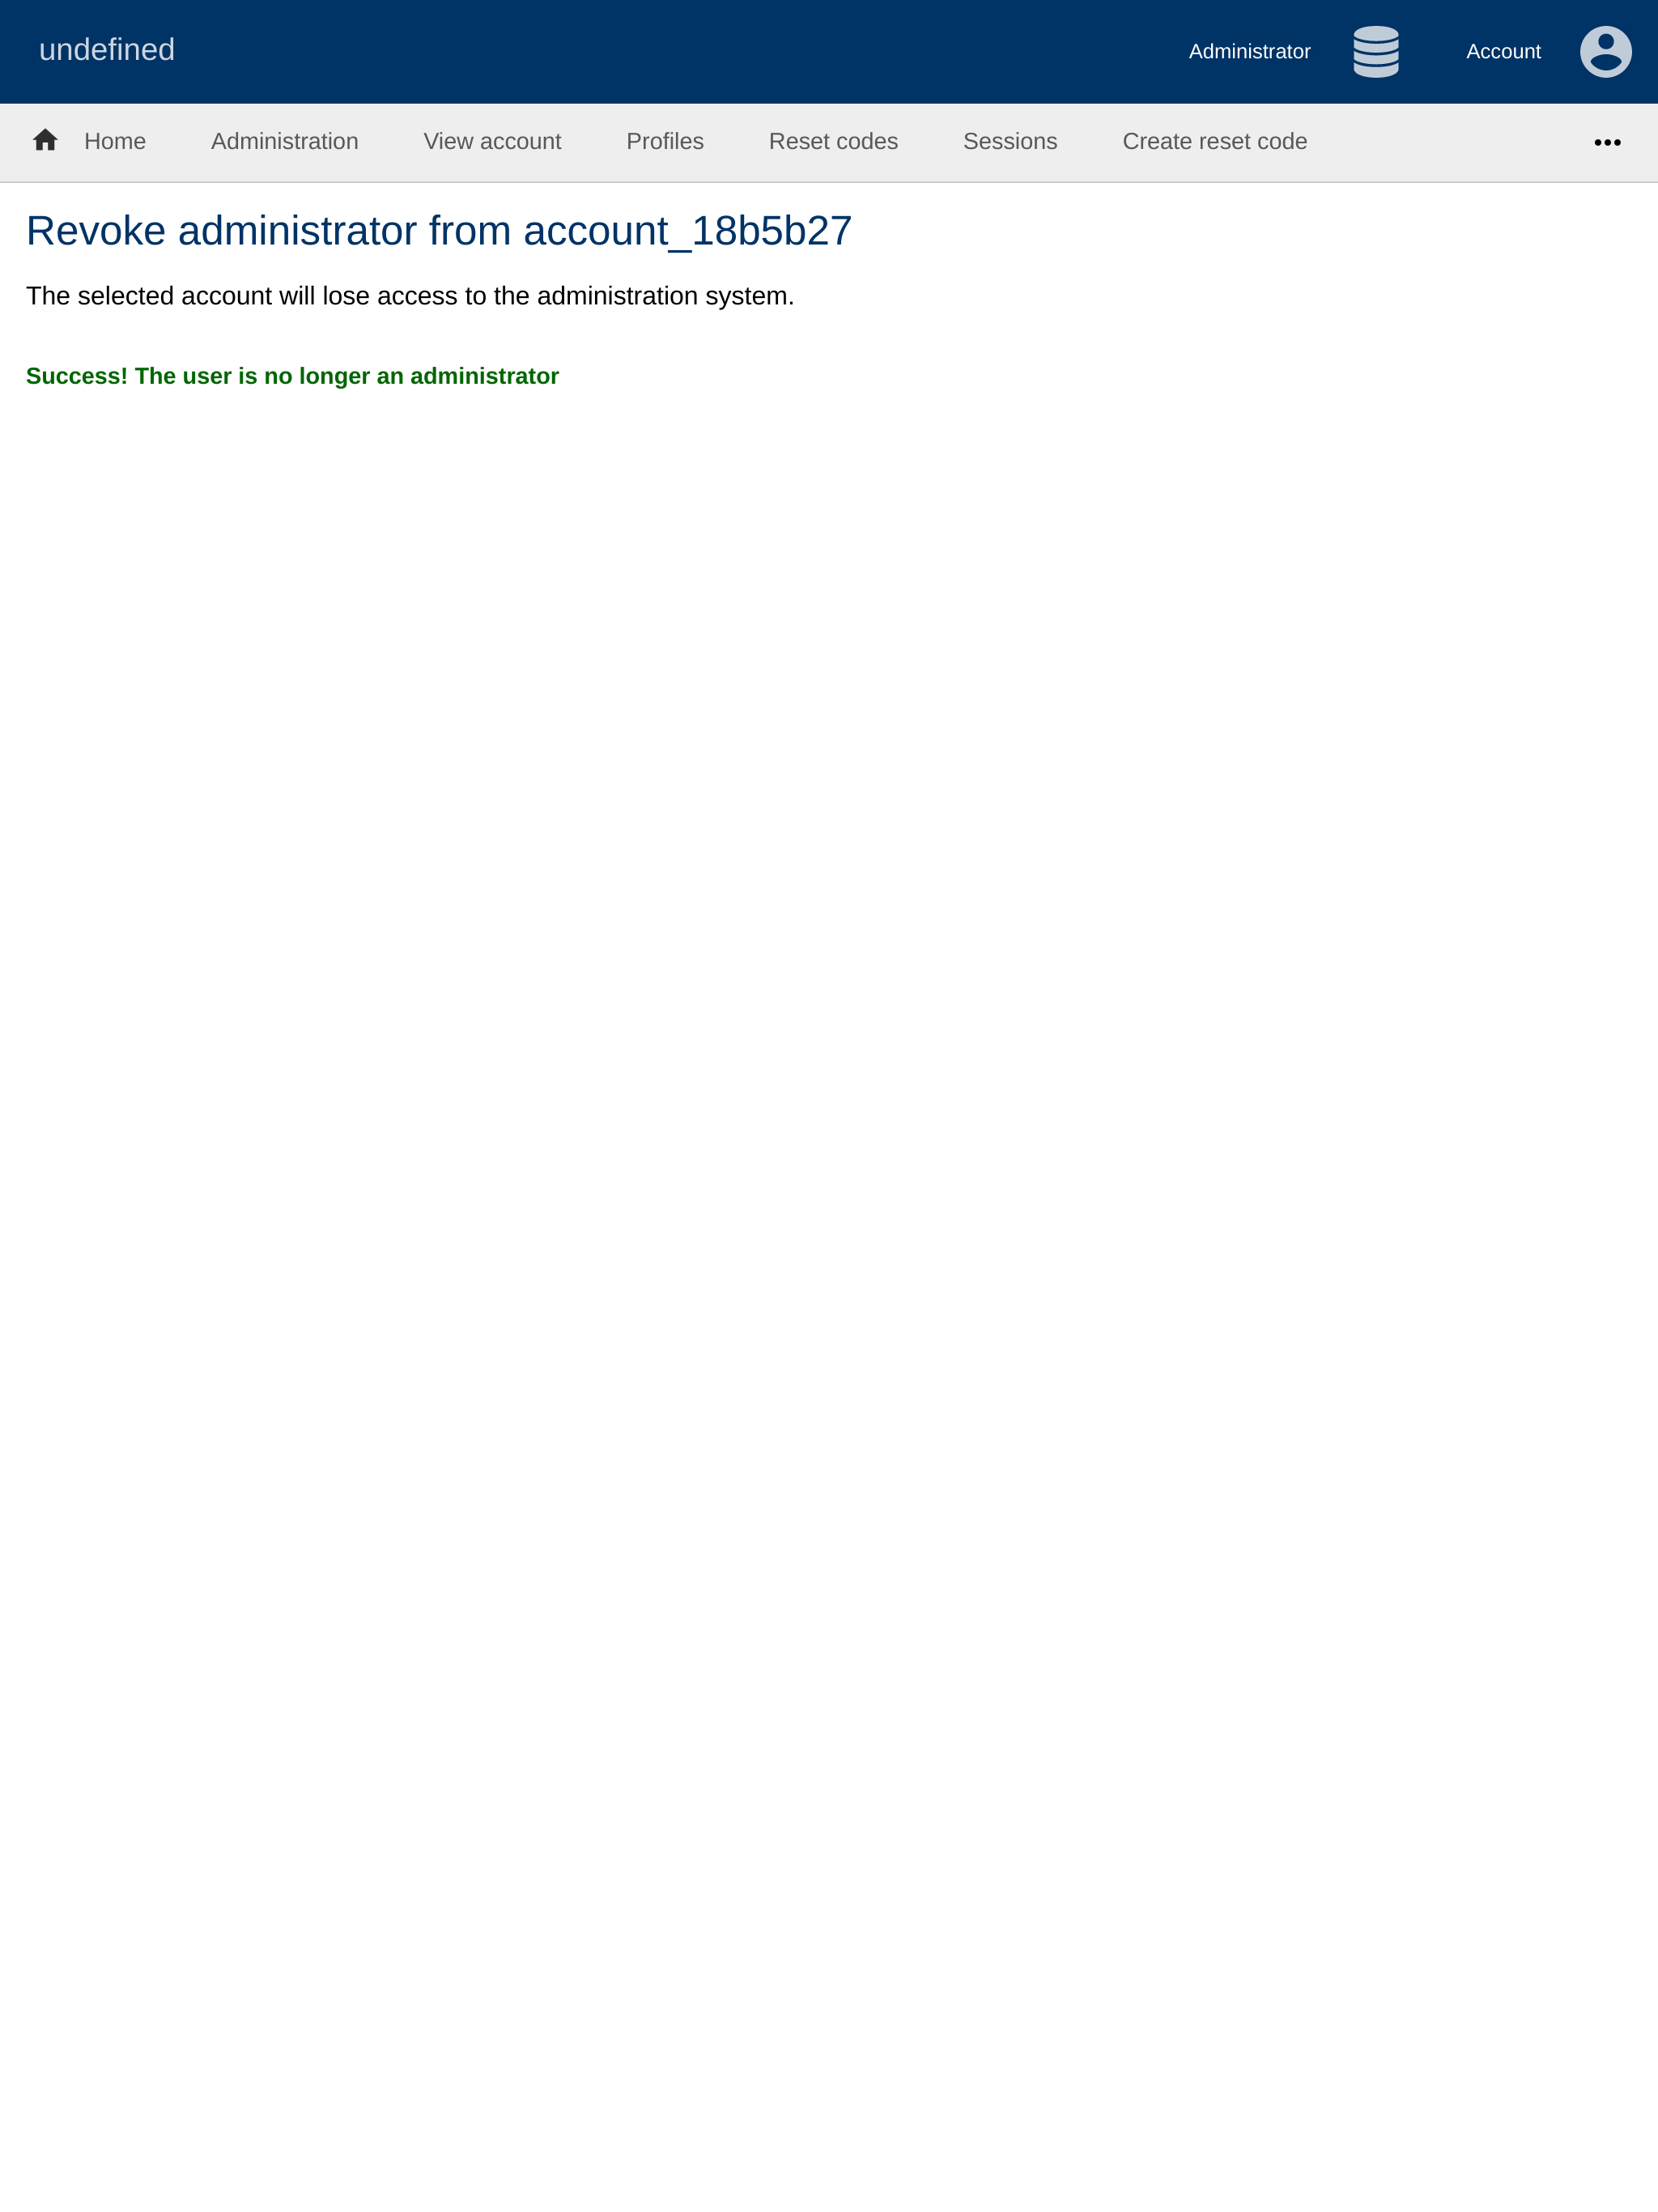 undefined
Administrator
Account
Home
Administration
View account
Profiles
Reset codes
Sessions
Create reset code
Revoke administrator from account_18b5b27
The selected account will lose access to the administration system.
Success! The user is no longer an administrator